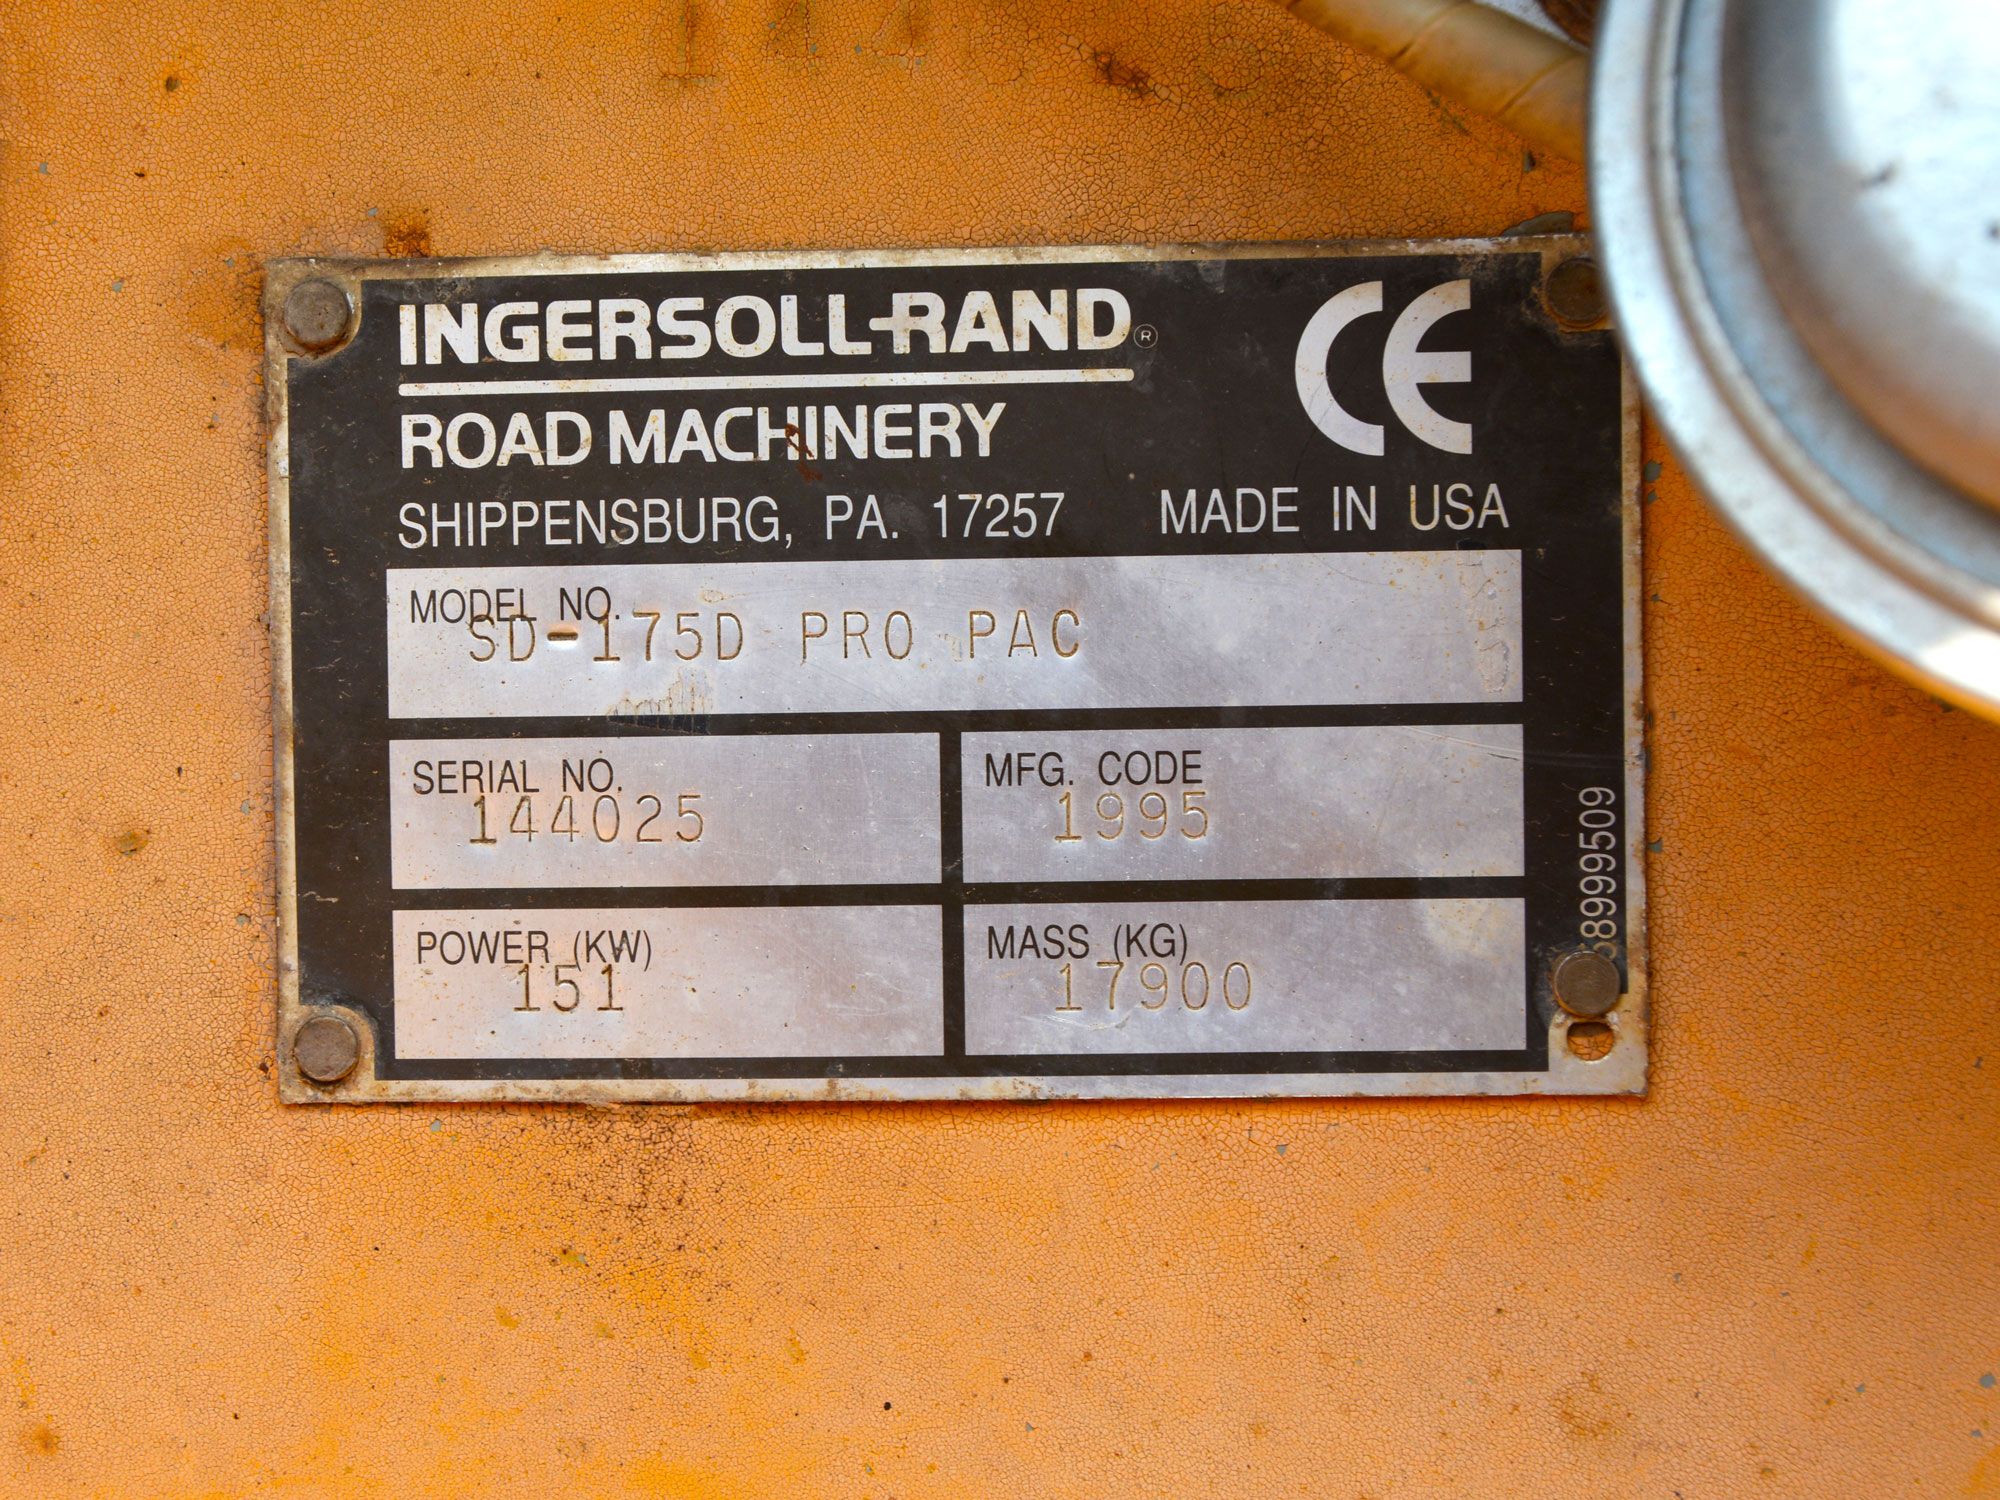 INGERSOLL-RAND®
ROAD MACHINERY
CE
SHIPPENSBURG, PA. 17257 MADE IN USA
MODEL NO.
SD-175D PRO PAC
SERIAL NO.
144025
MFG. CODE
1995
POWER (KW)
151
MASS (KG)
17900